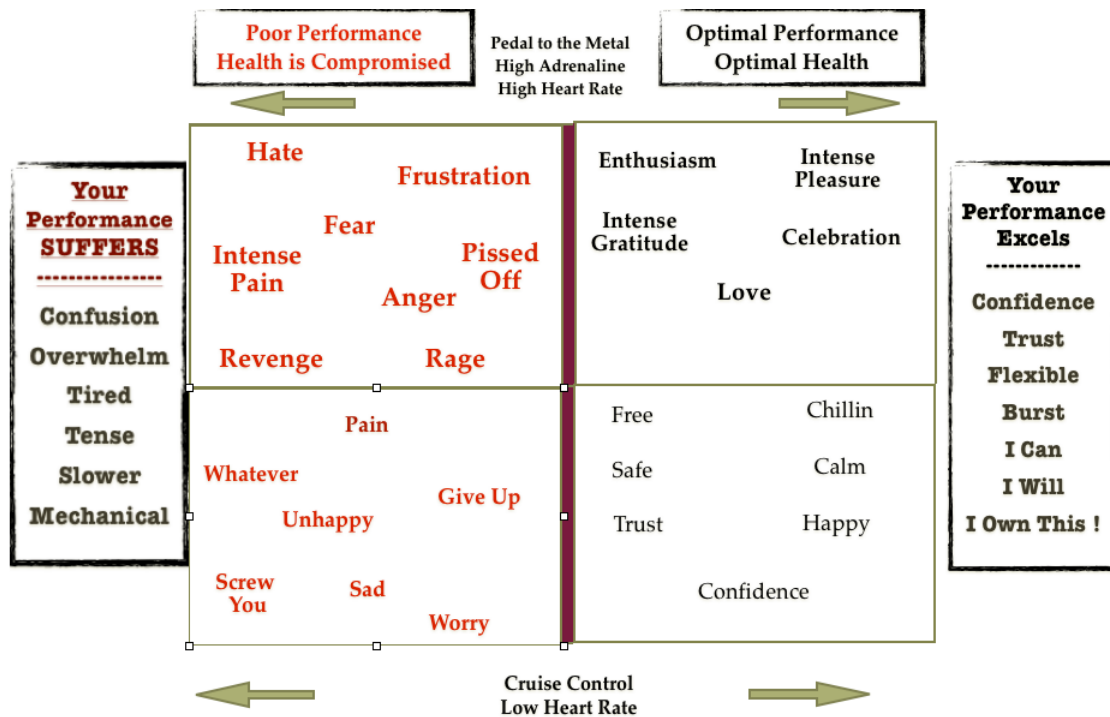 Poor Performance
Health is Compromised
Pedal to the Metal
High Adrenaline
High Heart Rate
Optimal Performance
Optimal Health
Your
Performance
SUFFERS
----------------
Confusion
Overwhelm
Tired
Tense
Slower
Mechanical
Hate
Frustration
Fear
Intense
Pain
Pissed
Off
Anger
Revenge
Rage
Enthusiasm
Intense
Pleasure
Intense
Gratitude
Celebration
Love
Pain
Whatever
Give Up
Unhappy
Screw
You
Sad
Worry
Free
Chillin
Safe
Calm
Trust
Happy
Confidence
Your
Performance
Excels
-------------
Confidence
Trust
Flexible
Burst
I Can
I Will
I Own This !
Cruise Control
Low Heart Rate